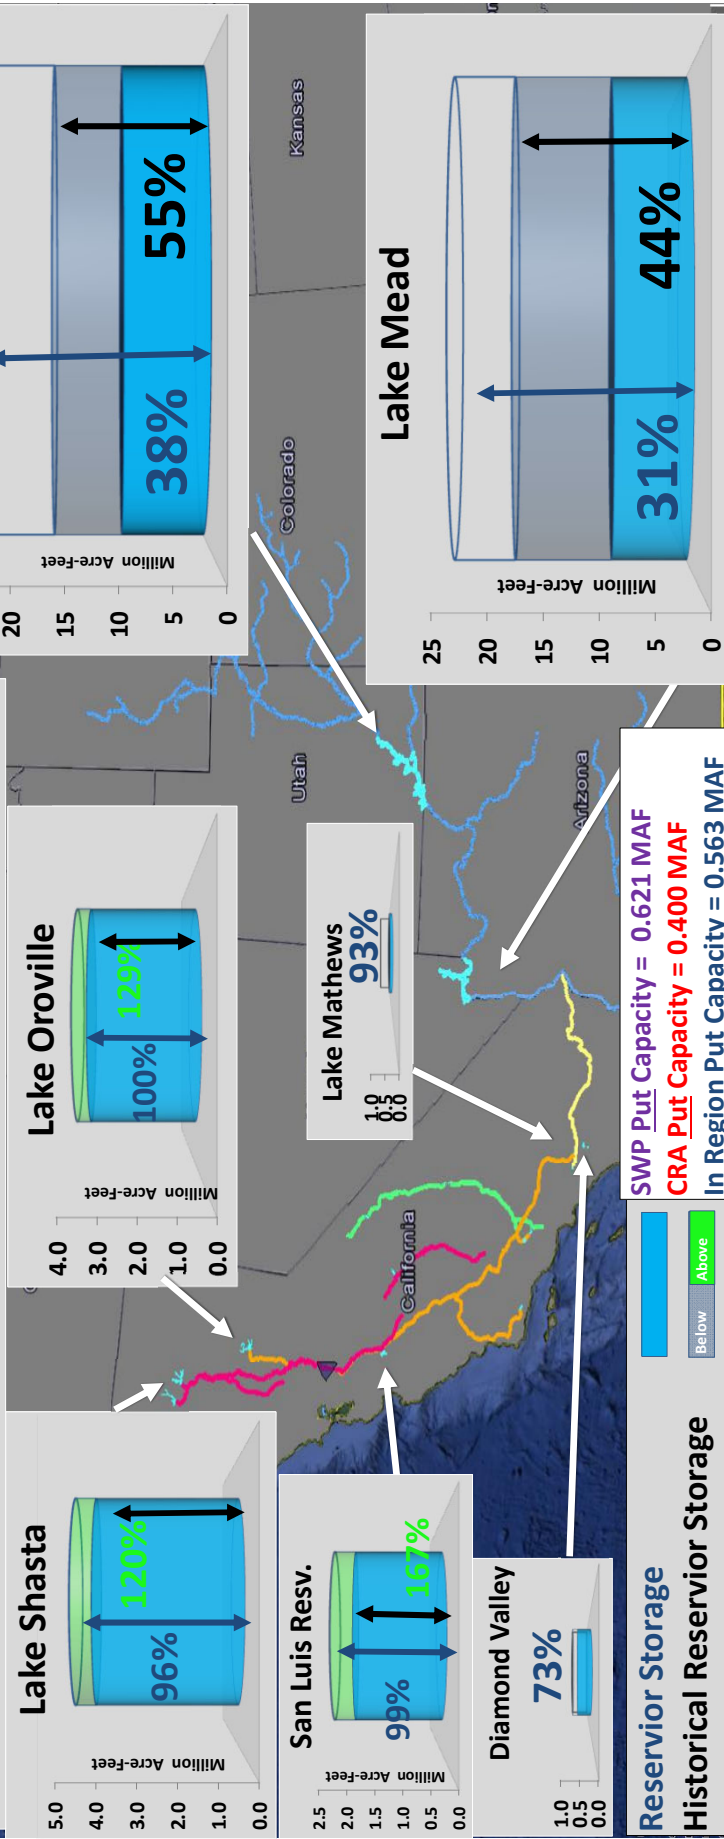 Lake Shasta
5.0
4.0
3.0
2.0
1.0
0.0
Million Acre-Feet
96%
120%
San Luis Resv.
2.5
2.0
1.5
1.0
0.5
0.0
Million Acre-Feet
99%
167%
Diamond Valley
1.0
0.5
0.0
73%
Lake Oroville
4.0
3.0
2.0
1.0
0.0
Million Acre-Feet
100%
129%
Lake Mathews
1.0
0.5
0.0
93%
20
15
10
5
0
Million Acre-Feet
38%
55%
Lake Mead
25
20
15
10
5
0
Million Acre-Feet
31%
44%
California
Utah
Arizona
Colorado
Kansas
SWP Put Capacity = 0.621 MAF
CRA Put Capacity = 0.400 MAF
In Region Put Capacity = 0.563 MAF
Reservior Storage
Historical Reservior Storage
Below
Above